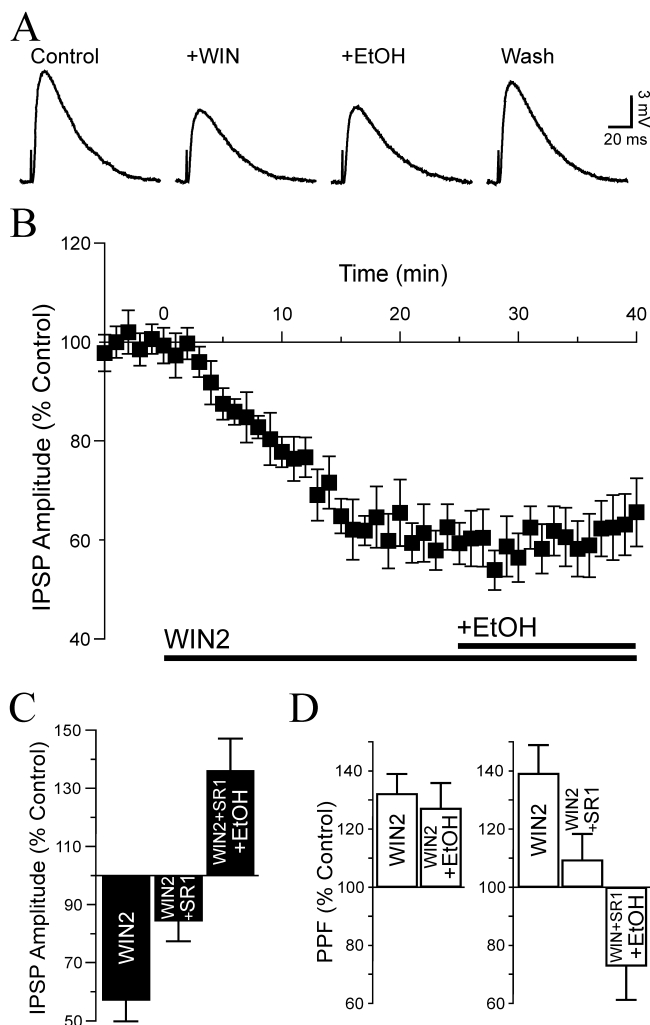 A
Control
+WIN
+EtOH
Wash
3 mV
20 ms
B
120
100
80
60
40
IPSP Amplitude (% Control)
Time (min)
0
10
20
30
40
+EtOH
WIN2
C
150
130
90
70
50
IPSP Amplitude (% Control)
WIN2
WIN2
+SR1
WIN2+SR1
+EtOH
D
140
120
100
80
60
PPF (% Control)
WIN2
WIN2
+EtOH
140
120
100
80
60
WIN2
WIN2
+SR1
WIN+SR1
+EtOH